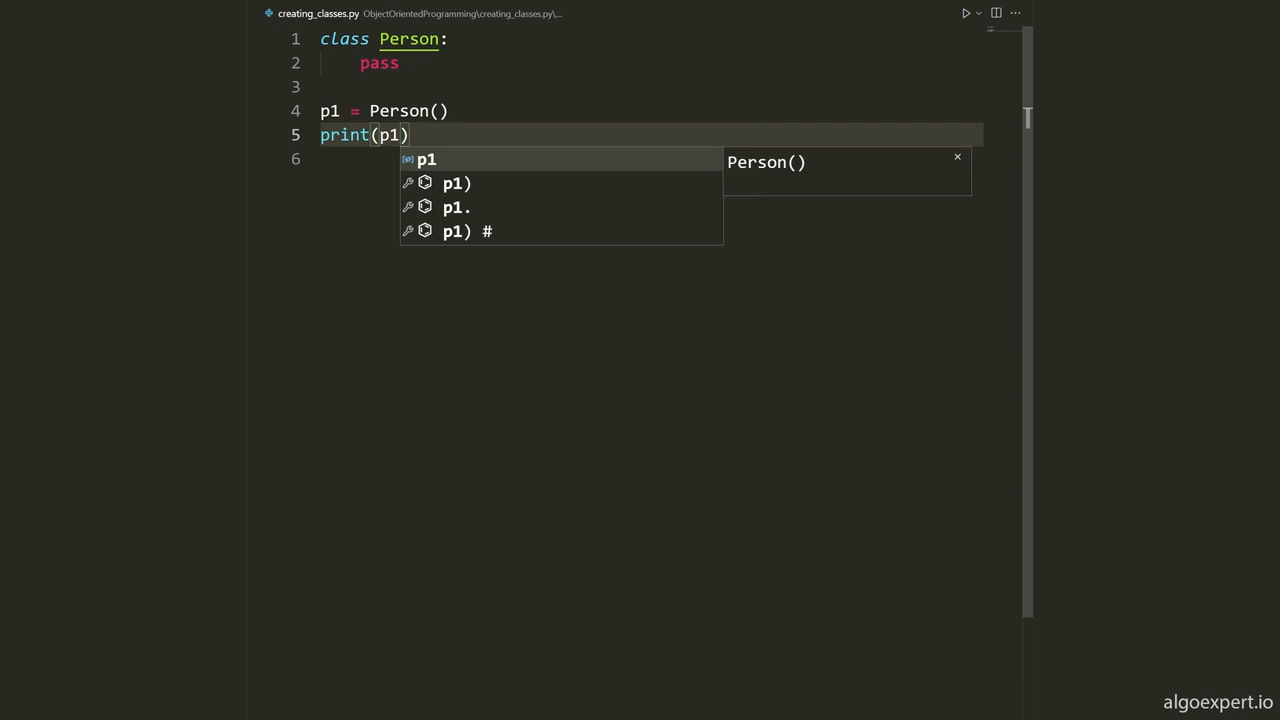 creating_classes.py ObjectOrientedProgramming\creating_classes.py\...
1 class Person:
2 pass
3
4 p1 = Person()
5 print(p1)
6
p1
Person()
p1)
p1.
p1) #
algoexpert.io